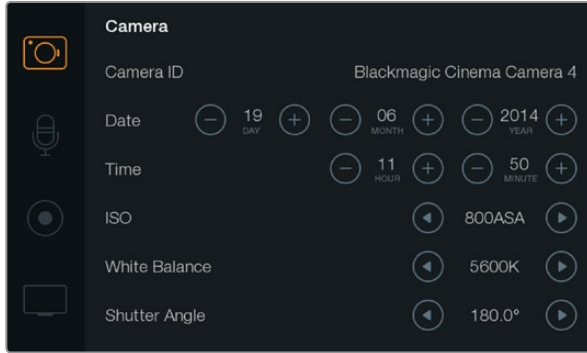 Camera
Camera ID Blackmagic Cinema Camera 4
Date 19 DAY 06 MONTH 2014 YEAR
Time 11 HOUR 50 MINUTE
ISO 800ASA
White Balance 5600K
Shutter Angle 180.0°